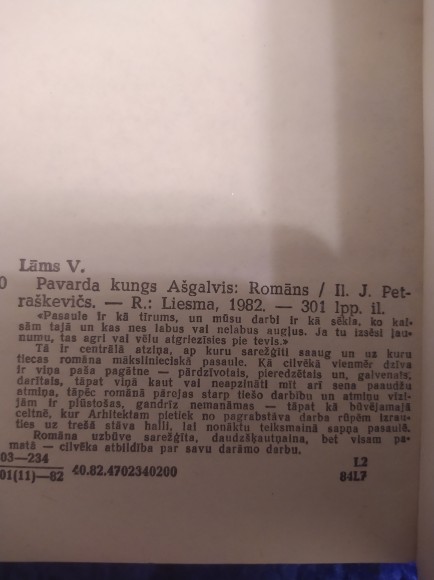 Lāms V.
0 Pavarda kungs Ašgalvis: Romāns / Il. J. Pet-
raškevičs. — R.: Liesma, 1982. — 301 lpp. il.
«Pasaule ir kā tīrums, un mūsu darbi ir kā sēkla, ko kai-
sām tajā un kas nes labus vai nelabus augļus. Ja tu izsēsi ļau-
numu, tas agri vai vēlu atgriezīsies pie tevis.»
Tā ir centrālā atziņa, ap kuru sarežģīti saaug un uz kuru
tiecas romāna mākslinieciskā pasaule. Kā cilvēkā vienmēr dzīva
ir viņa paša pagātne — pārdzīvotais, pieredzētais un, galvenais,
darītais, tāpat viņā kaut vai neapzināti mīt arī sena paaudžu
atmiņa, tāpēc romānā pārejas starp tiešo darbību un atmiņu vīzi-
jām ir plūstošas, gandrīz nemanāmas — tāpat kā būvējamajā
celtnē, kur Arhitektam pietiek no pagrabstāva darba rūpēm izrau-
ties uz trešā stāva halli, lai nonāktu teiksmainā sapņa pasaulē.
Romāna uzbūve sarežģīta, daudzšķautņaina, bet visam pa-
matā — cilvēka atbildība par savu darāmo darbu.
03—234
01(11)—82 40.82.4702340200
L2
84L7